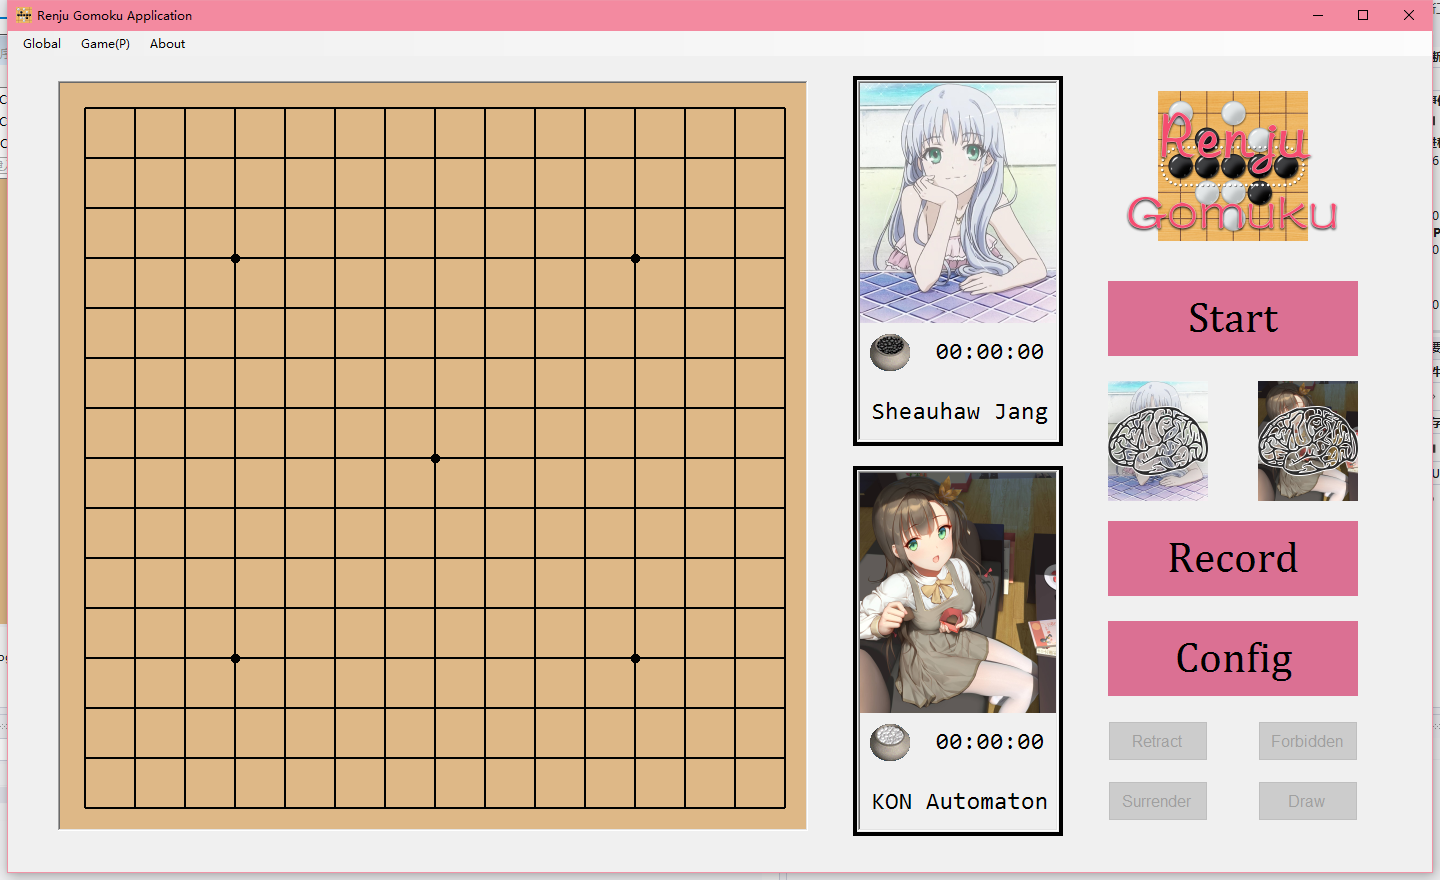 Renju Gomoku Application
Global Game(P) About
Renju
Gomuku
Start
00:00:00
Sheauhaw Jang
Record
Config
00:00:00
Retract Forbidden
KON Automaton
Surrender Draw